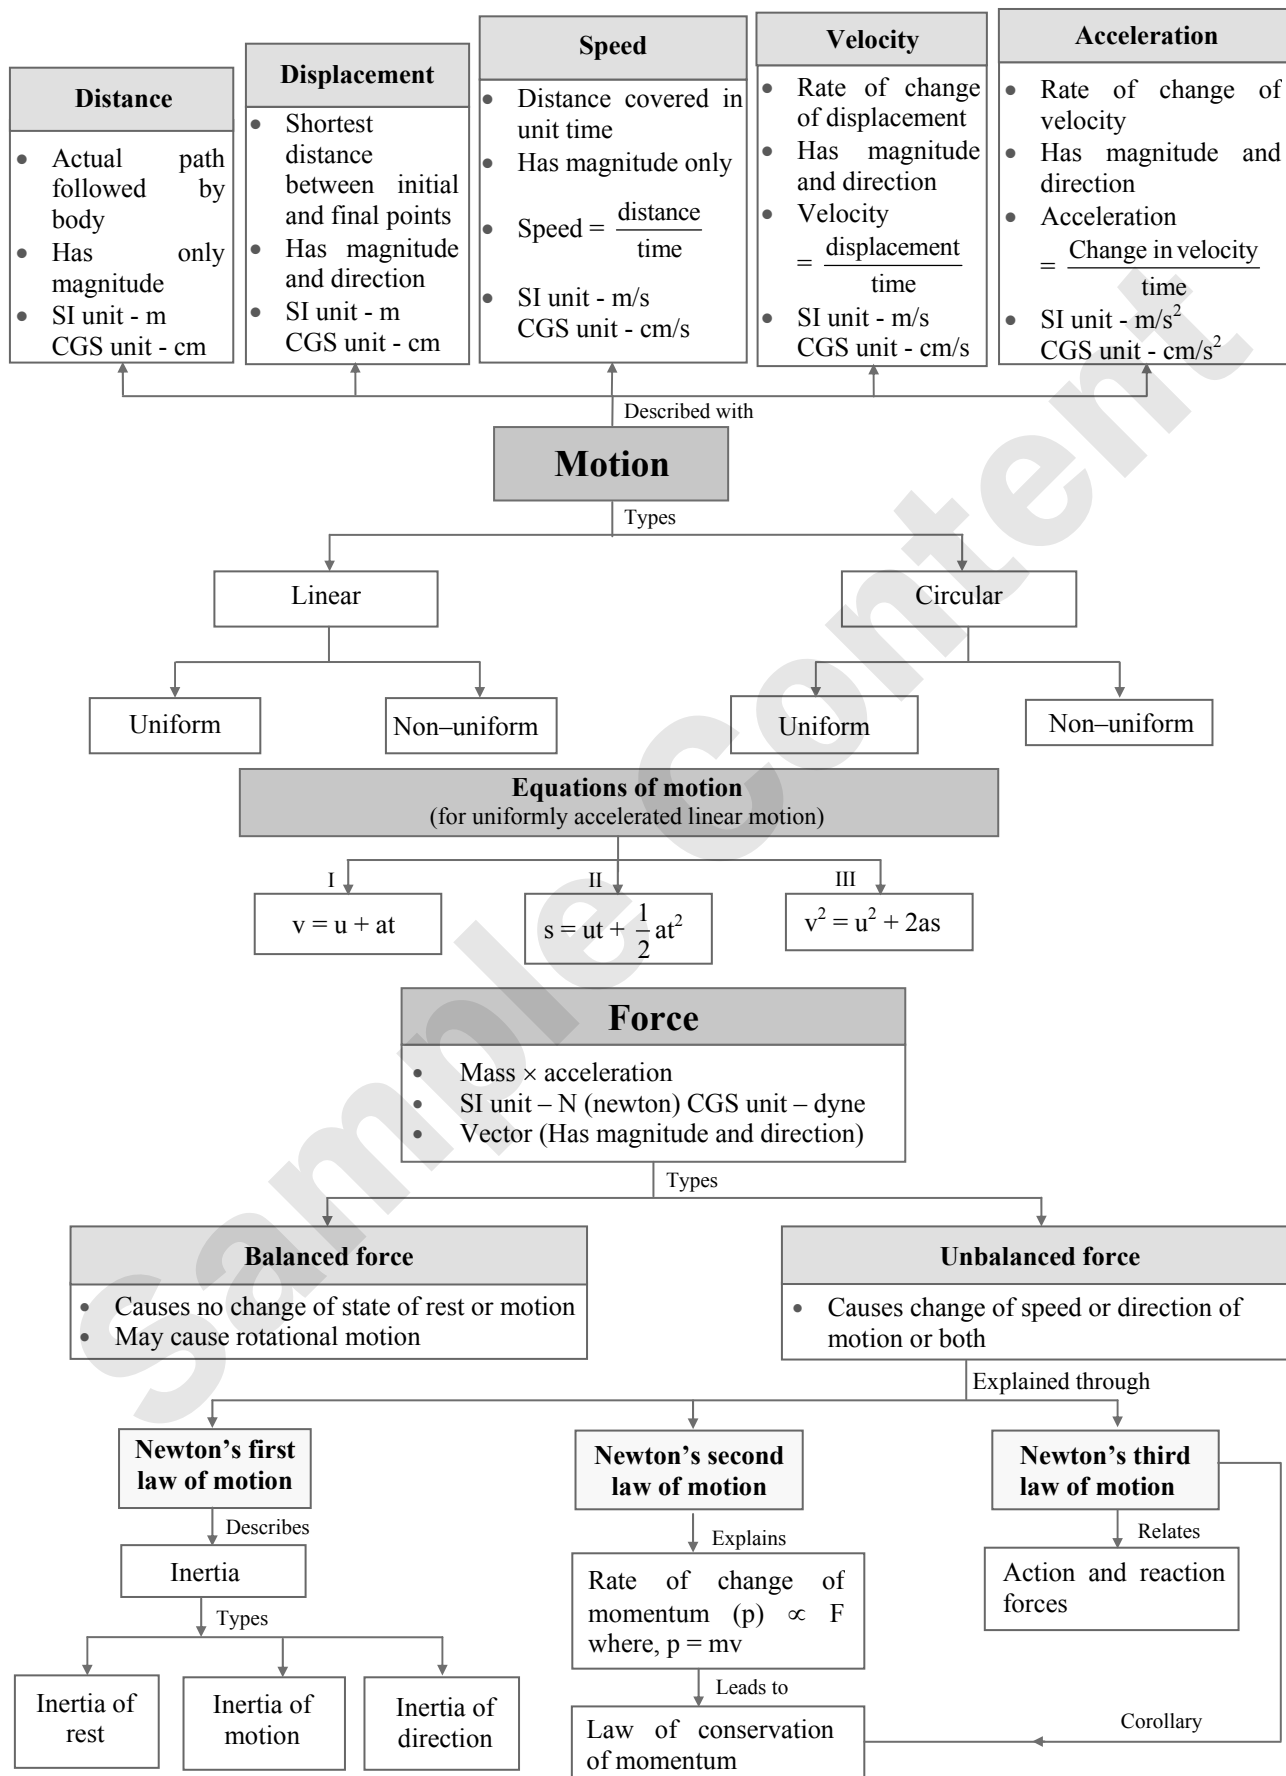 Distance
• Actual path
followed by
body
• Has only
magnitude
• SI unit - m
CGS unit - cm
Displacement
• Shortest
distance
between initial
and final points
• Has magnitude
and direction
• SI unit - m
CGS unit - cm
Speed
• Distance covered in
unit time
• Has magnitude only
• Speed = distance / time
• SI unit - m/s
CGS unit - cm/s
Velocity
• Rate of change
of displacement
• Has magnitude
and direction
• Velocity
= displacement / time
• SI unit - m/s
CGS unit - cm/s
Acceleration
• Rate of change of
velocity
• Has magnitude and
direction
• Acceleration
= Change in velocity / time
• SI unit - m/s²
CGS unit - cm/s²
Described with
Motion
Types
Linear
Circular
Uniform
Non–uniform
Uniform
Non–uniform
Equations of motion
(for uniformly accelerated linear motion)
I
v = u + at
II
s = ut + 1/2 at²
III
v² = u² + 2as
Force
• Mass × acceleration
• SI unit – N (newton) CGS unit – dyne
• Vector (Has magnitude and direction)
Types
Balanced force
• Causes no change of state of rest or motion
• May cause rotational motion
Unbalanced force
• Causes change of speed or direction of
motion or both
Explained through
Newton's first
law of motion
Describes
Inertia
Types
Inertia of
rest
Inertia of
motion
Inertia of
direction
Newton's second
law of motion
Explains
Rate of change of
momentum (p) ∝ F
where, p = mv
Leads to
Law of conservation
of momentum
Newton's third
law of motion
Relates
Action and reaction
forces
Corollary
Sample Content